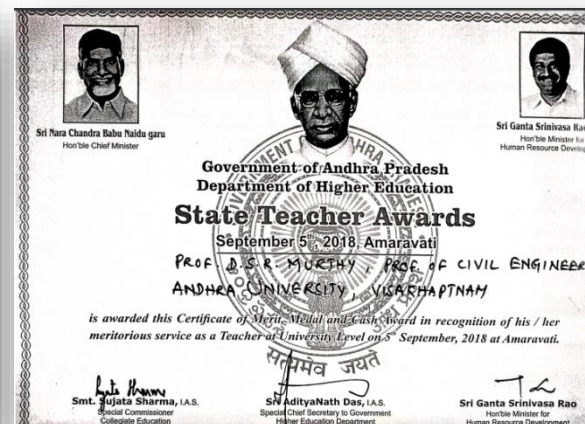 Sri Nara Chandra Babu Naidu garu
Hon'ble Chief Minister
Sri Ganta Srinivasa Rao
Hon'ble Minister for
Human Resource Develop
GOVERNMENT ANDHRA PRADESH
Government of Andhra Pradesh
Department of Higher Education
State Teacher Awards
September 5th, 2018, Amaravati
PROF. D.S.R. MURTHY, PROF. OF CIVIL ENGINEER
ANDHRA UNIVERSITY, VISAKHAPTNAM
is awarded this Certificate of Merit, Medal and Cash Award in recognition of his / her
meritorious service as a Teacher at University Level on 5th September, 2018 at Amaravati.
सत्यमेव जयते
Smt. Sujata Sharma, I.A.S.
Special Commissioner
Collegiate Education
Sri AdityaNath Das, I.A.S.
Special Chief Secretary to Government
Higher Education Department
Sri Ganta Srinivasa Rao
Hon'ble Minister for
Human Resource Development